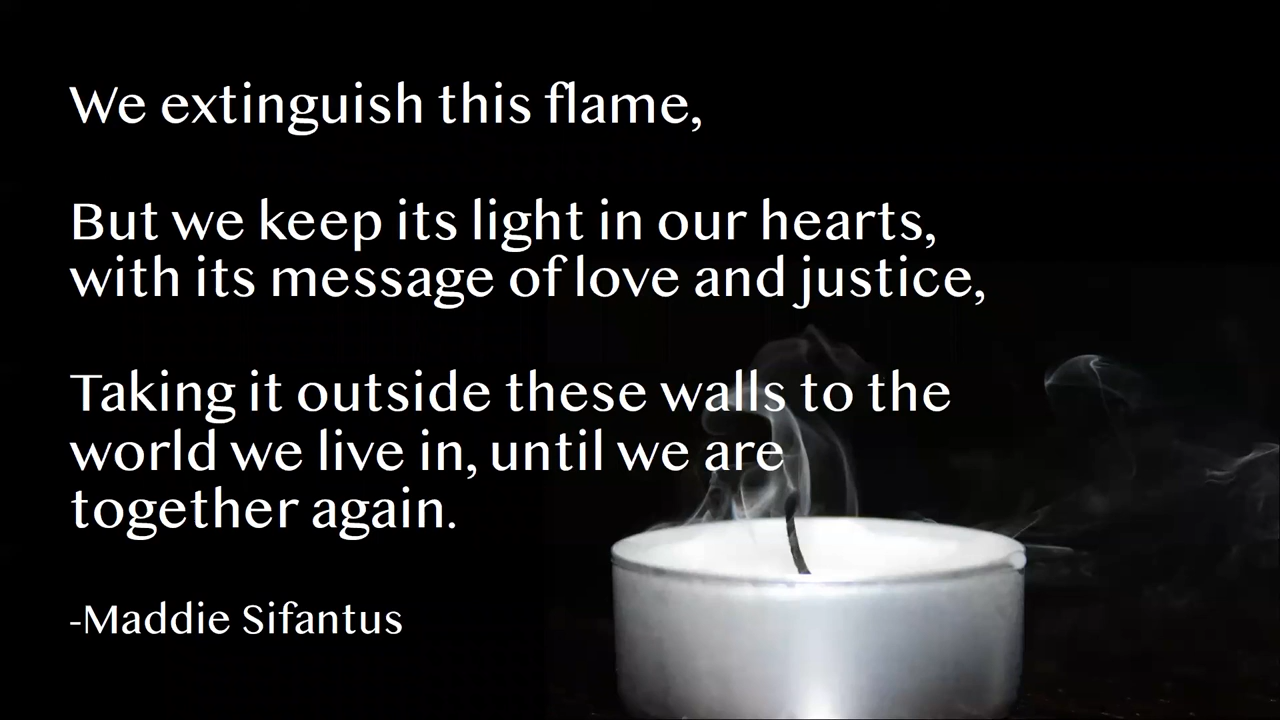 We extinguish this flame,
But we keep its light in our hearts,
with its message of love and justice,
Taking it outside these walls to the
world we live in, until we are
together again.
-Maddie Sifantus